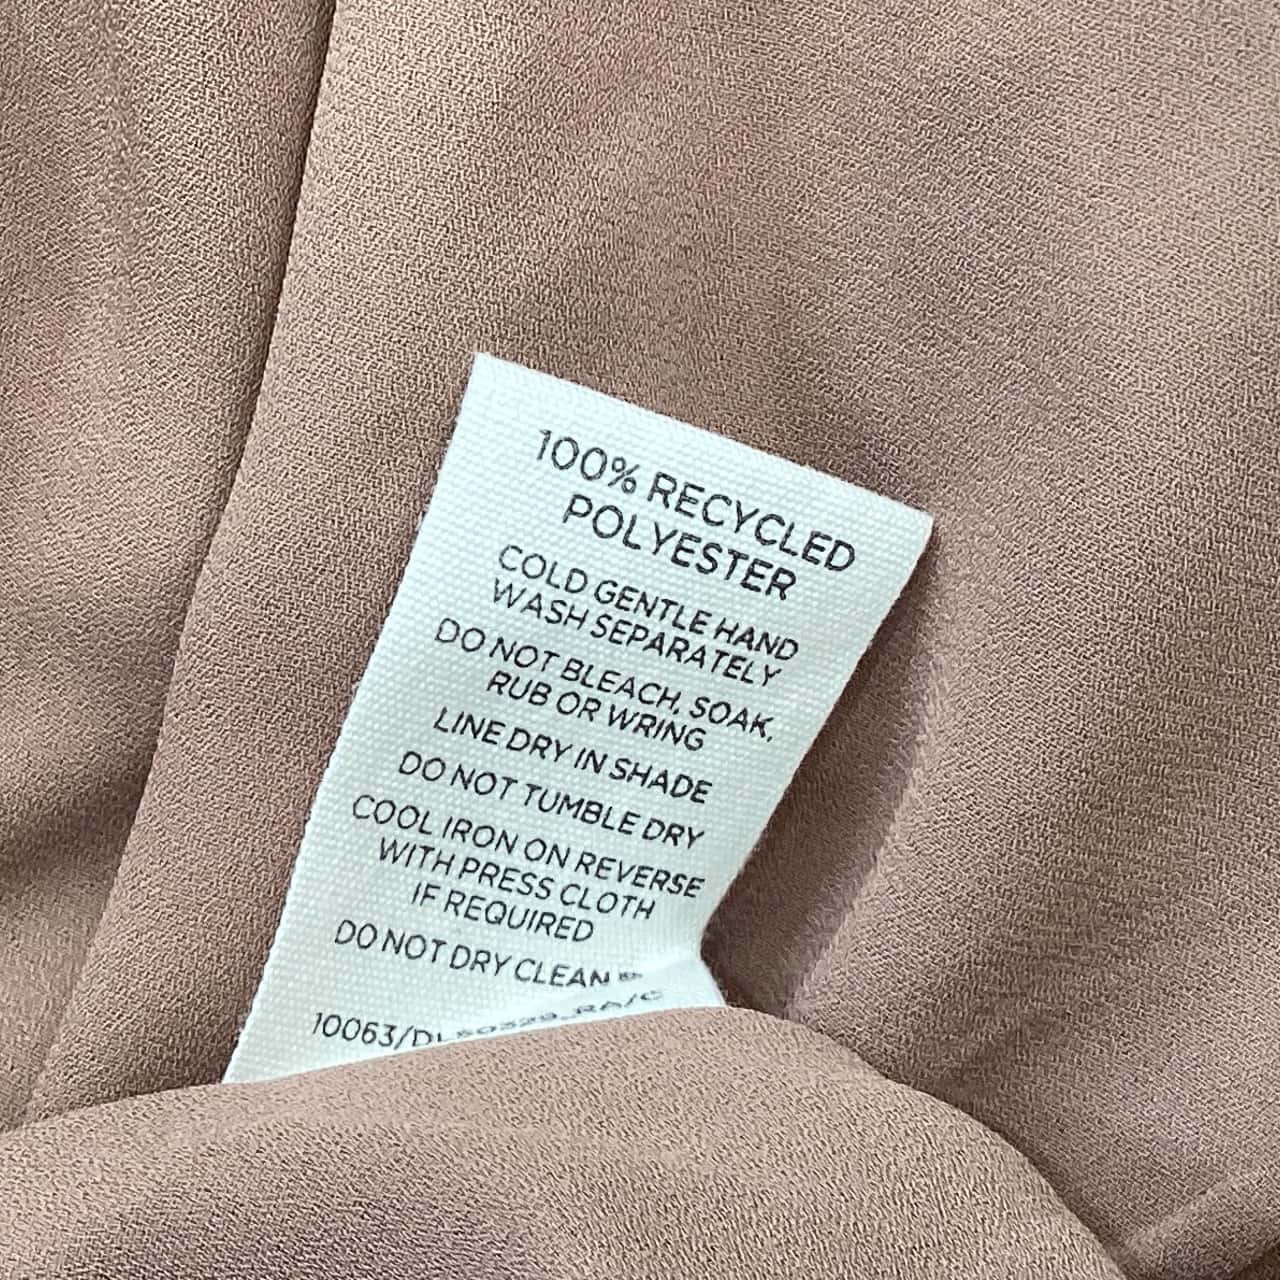 100% RECYCLED
POLYESTER
COLD GENTLE HAND
WASH SEPARATELY
DO NOT BLEACH, SOAK,
RUB OR WRING
LINE DRY IN SHADE
DO NOT TUMBLE DRY
COOL IRON ON REVERSE
WITH PRESS CLOTH
IF REQUIRED
DO NOT DRY CLEAN